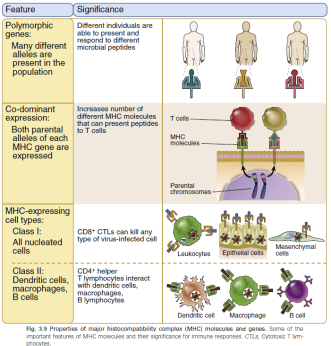 Feature
Significance
Polymorphic
genes:
Many different
alleles are
present in the
population
Different individuals are
able to present and
respond to different
microbial peptides
Co-dominant
expression:
Both parental
alleles of each
MHC gene are
expressed
Increases number of
different MHC molecules
that can present peptides
to T cells
T cells
MHC
molecules
Parental
chromosomes
MHC-expressing
cell types:
Class I:
All nucleated
cells
CD8+ CTLs can kill any
type of virus-infected cell
Leukocytes
Epithelial cells
Mesenchymal
cells
Class II:
Dendritic cells,
macrophages,
B cells
CD4+ helper
T lymphocytes interact
with dendritic cells,
macrophages,
B lymphocytes
Dendritic cell
Macrophage
B cell
Fig. 3.9 Properties of major histocompatibility complex (MHC) molecules and genes. Some of the
important features of MHC molecules and their significance for immune responses. CTLs, Cytotoxic T lym-
phocytes.